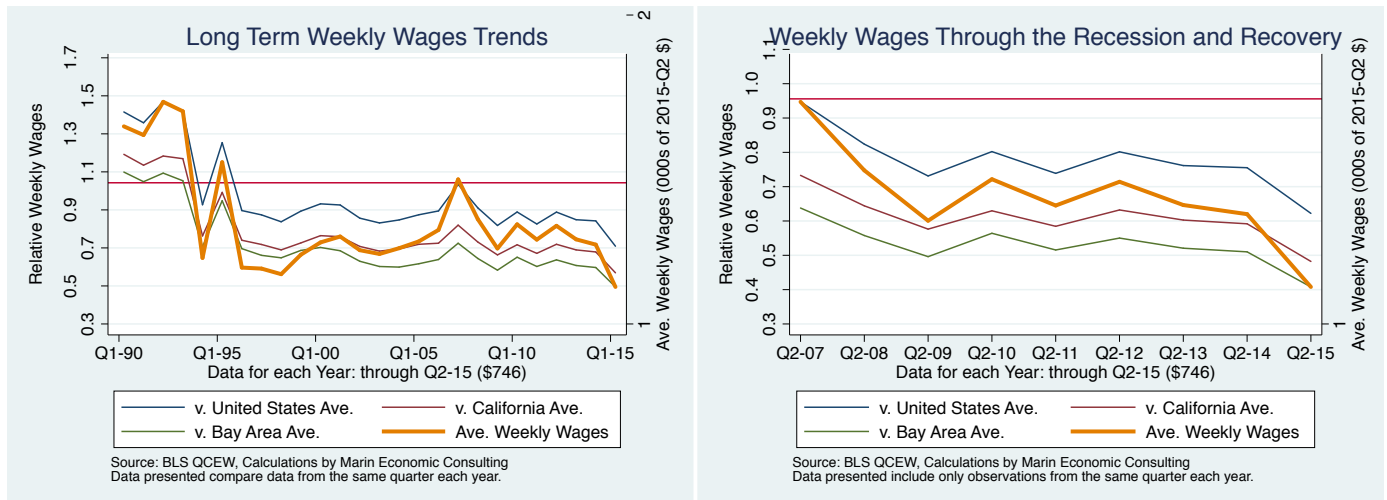 Long Term Weekly Wages Trends
Relative Weekly Wages
1.7
1.5
1.3
1.1
0.9
0.7
0.5
0.3
2
1
Ave. Weekly Wages (000s of 2015-Q2 $)
Q1-90 Q1-95 Q1-00 Q1-05 Q1-10 Q1-15
Data for each Year: through Q2-15 ($746)
v. United States Ave. v. California Ave.
v. Bay Area Ave. Ave. Weekly Wages
Source: BLS QCEW, Calculations by Marin Economic Consulting
Data presented compare data from the same quarter each year.
Weekly Wages Through the Recession and Recovery
Relative Weekly Wages
1.1
1.0
0.9
0.8
0.7
0.6
0.5
0.4
0.3
1
Ave. Weekly Wages (000s of 2015-Q2 $)
Q2-07 Q2-08 Q2-09 Q2-10 Q2-11 Q2-12 Q2-13 Q2-14 Q2-15
Data for each Year: through Q2-15 ($746)
v. United States Ave. v. California Ave.
v. Bay Area Ave. Ave. Weekly Wages
Source: BLS QCEW, Calculations by Marin Economic Consulting
Data presented include only observations from the same quarter each year.